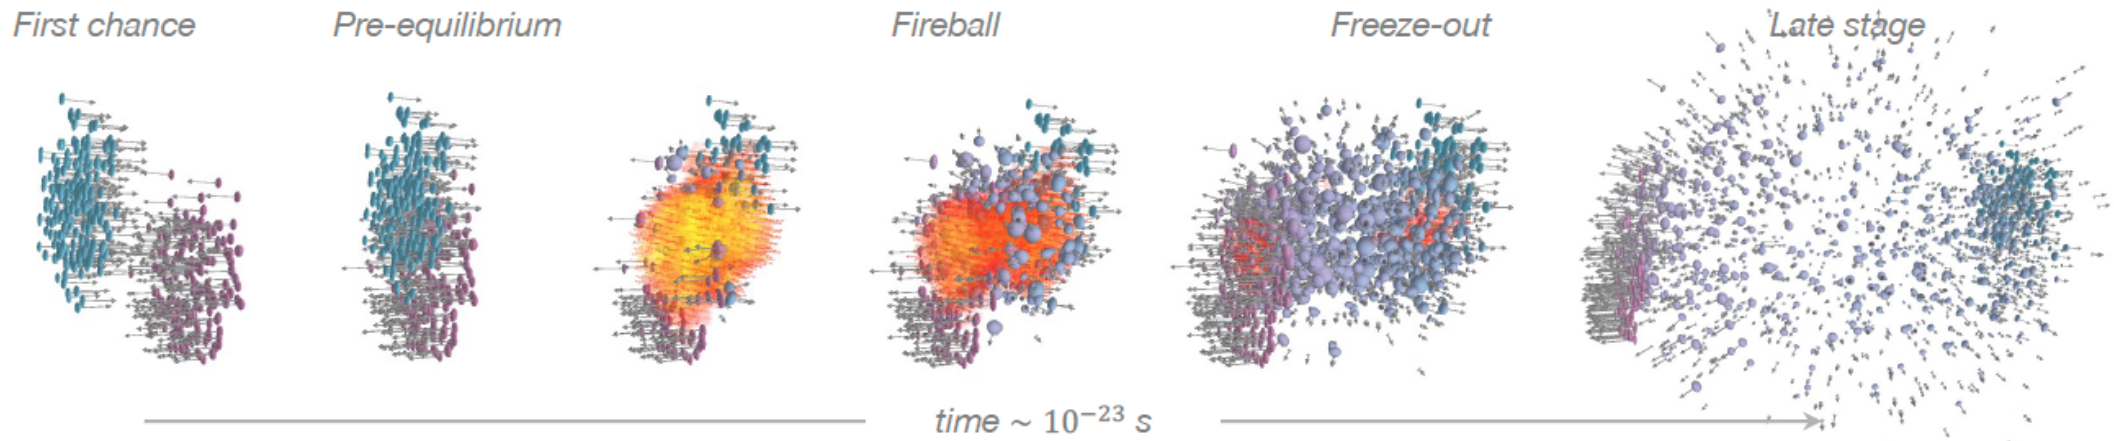 First chance
Pre-equilibrium
Fireball
Freeze-out
Late stage
time ~ 10⁻²³ s